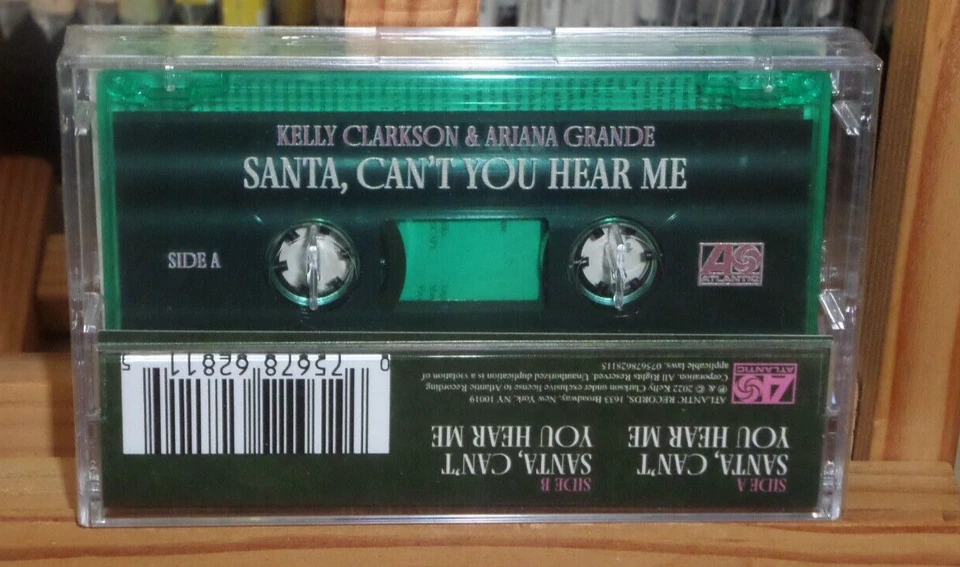 KELLY CLARKSON & ARIANA GRANDE
SANTA, CAN'T YOU HEAR ME
SIDE A
ATLANTIC
SIDE A
SANTA, CAN'T
YOU HEAR ME
SIDE B
SANTA, CAN'T
YOU HEAR ME
ATLANTIC
ATLANTIC RECORDS, 1633 Broadway, New York, NY 10019
℗ & © 2022 Kelly Clarkson under exclusive license to Atlantic Recording
Corporation. All Rights Reserved. Unauthorized duplication is a violation of
applicable laws. 075678628115
0 75678 62811 5